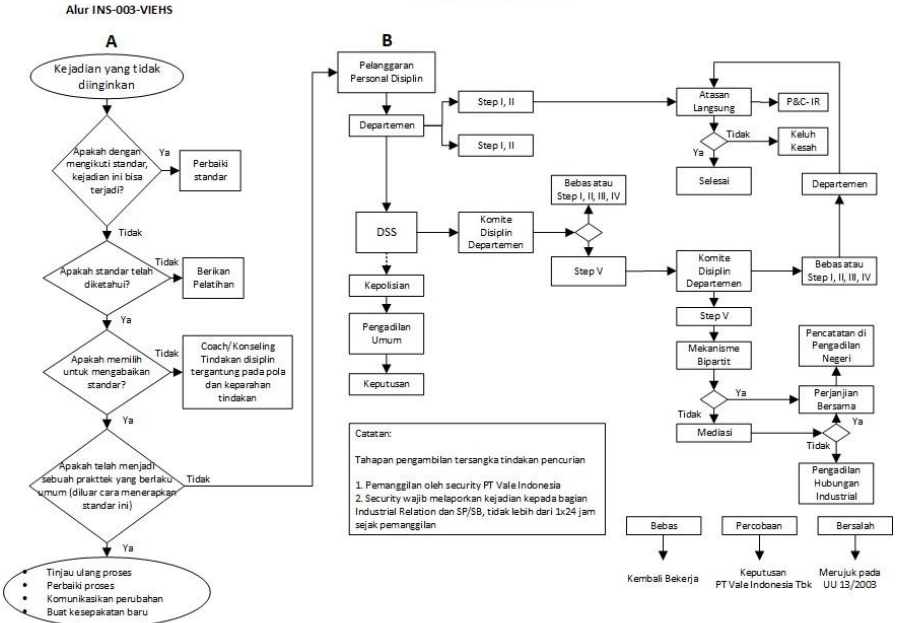 Alur INS-003-VIEHS
A
Kejadian yang tidak
diinginkan
Apakah dengan
mengikuti standar,
kejadian ini bisa
terjadi?
Ya
Perbaiki
standar
Tidak
Apakah standar telah
diketahui?
Tidak
Berikan
Pelatihan
Ya
Apakah memilih
untuk mengabaikan
standar?
Tidak
Coach/Konseling
Tindakan disiplin
tergantung pada pola
dan keparahan
tindakan
Ya
Apakah telah menjadi
sebuah prakttek yang berlaku
umum (diluar cara menerapkan
standar ini)
Tidak
Ya
• Tinjau ulang proses
• Perbaiki proses
• Komunikasikan perubahan
• Buat kesepakatan baru
B
Pelanggaran
Personal Disiplin
Departemen
Step I, II
Step I, II
DSS
Komite
Disiplin
Departemen
Bebas atau
Step I, II, III, IV
Step V
Kepolisian
Pengadilan
Umum
Keputusan
Atasan
Langsung
P&C- IR
Tidak
Keluh
Kesah
Ya
Selesai
Departemen
Komite
Disiplin
Departemen
Bebas atau
Step I, II, III, IV
Step V
Mekanisme
Bipartit
Pencatatan di
Pengadilan
Negeri
Ya
Perjanjian
Bersama
Tidak
Mediasi
Ya
Tidak
Pengadilan
Hubungan
Industrial
Catatan:
Tahapan pengambilan tersangka tindakan pencurian
1. Pemanggilan oleh security PT Vale Indonesia
2. Security wajib melaporkan kejadian kepada bagian
Industrial Relation dan SP/SB, tidak lebih dari 1x24 jam
sejak pemanggilan
Bebas
Percobaan
Bersalah
Kembali Bekerja
Keputusan
PT Vale Indonesia Tbk
Merujuk pada
UU 13/2003